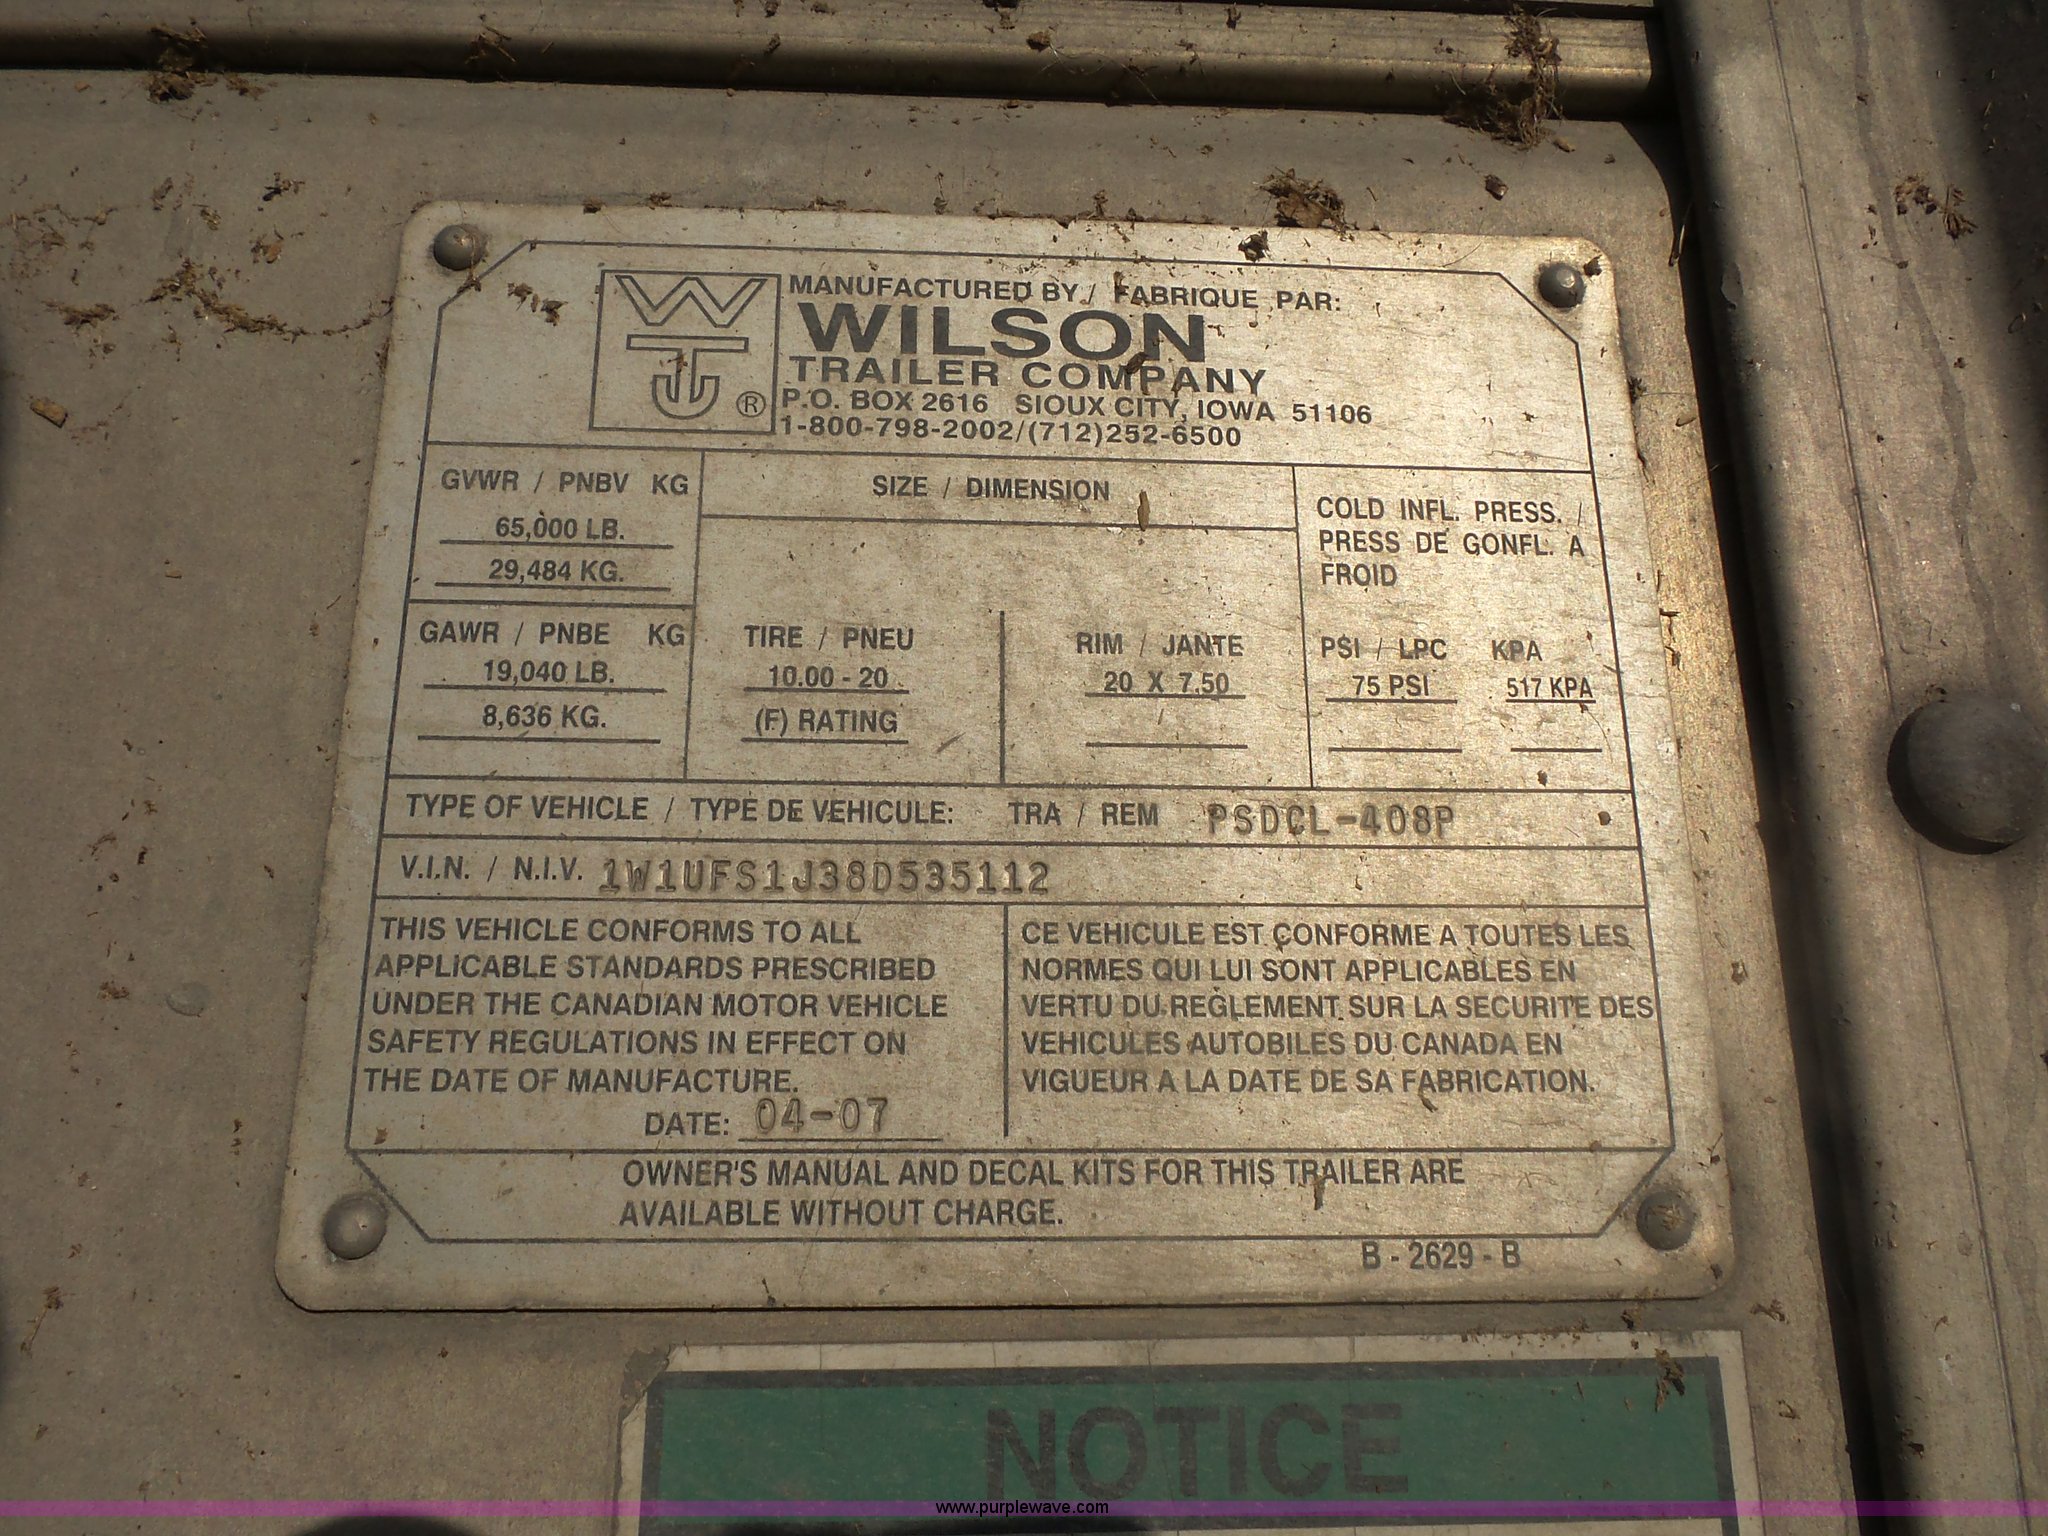 MANUFACTURED BY / FABRIQUE PAR:
WILSON
TRAILER COMPANY
P.O. BOX 2616 SIOUX CITY, IOWA 51106
1-800-798-2002/(712)252-6500
WTJ ®
GVWR / PNBV KG
65,000 LB.
29,484 KG.
GAWR / PNBE KG
19,040 LB.
8,636 KG.
SIZE / DIMENSION
TIRE / PNEU
10.00 - 20
(F) RATING
RIM / JANTE
20 X 7.50
COLD INFL. PRESS. /
PRESS DE GONFL. A
FROID
PSI / LPC KPA
75 PSI 517 KPA
TYPE OF VEHICLE / TYPE DE VEHICULE: TRA / REM PSDCL-408P
V.I.N. / N.I.V. 1W1UFS1J38D535112
THIS VEHICLE CONFORMS TO ALL
APPLICABLE STANDARDS PRESCRIBED
UNDER THE CANADIAN MOTOR VEHICLE
SAFETY REGULATIONS IN EFFECT ON
THE DATE OF MANUFACTURE.
DATE: 04-07
CE VEHICULE EST CONFORME A TOUTES LES
NORMES QUI LUI SONT APPLICABLES EN
VERTU DU REGLEMENT SUR LA SECURITE DES
VEHICULES AUTOBILES DU CANADA EN
VIGUEUR A LA DATE DE SA FABRICATION.
OWNER'S MANUAL AND DECAL KITS FOR THIS TRAILER ARE
AVAILABLE WITHOUT CHARGE.
B - 2629 - B
NOTICE
www.purplewave.com